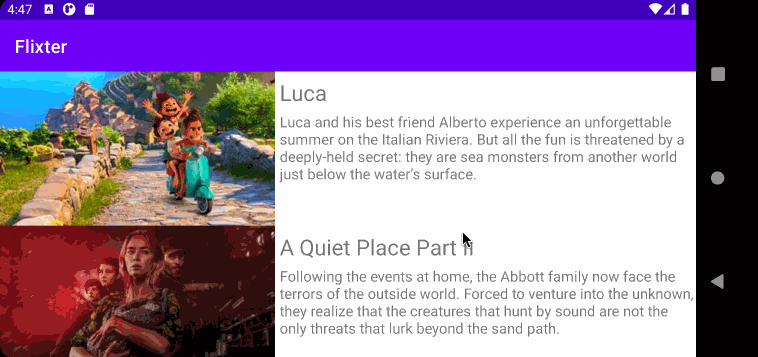 4:47
Flixter
Luca
Luca and his best friend Alberto experience an unforgettable
summer on the Italian Riviera. But all the fun is threatened by a
deeply-held secret: they are sea monsters from another world
just below the water's surface.
A Quiet Place Part II
Following the events at home, the Abbott family now face the
terrors of the outside world. Forced to venture into the unknown,
they realize that the creatures that hunt by sound are not the
only threats that lurk beyond the sand path.